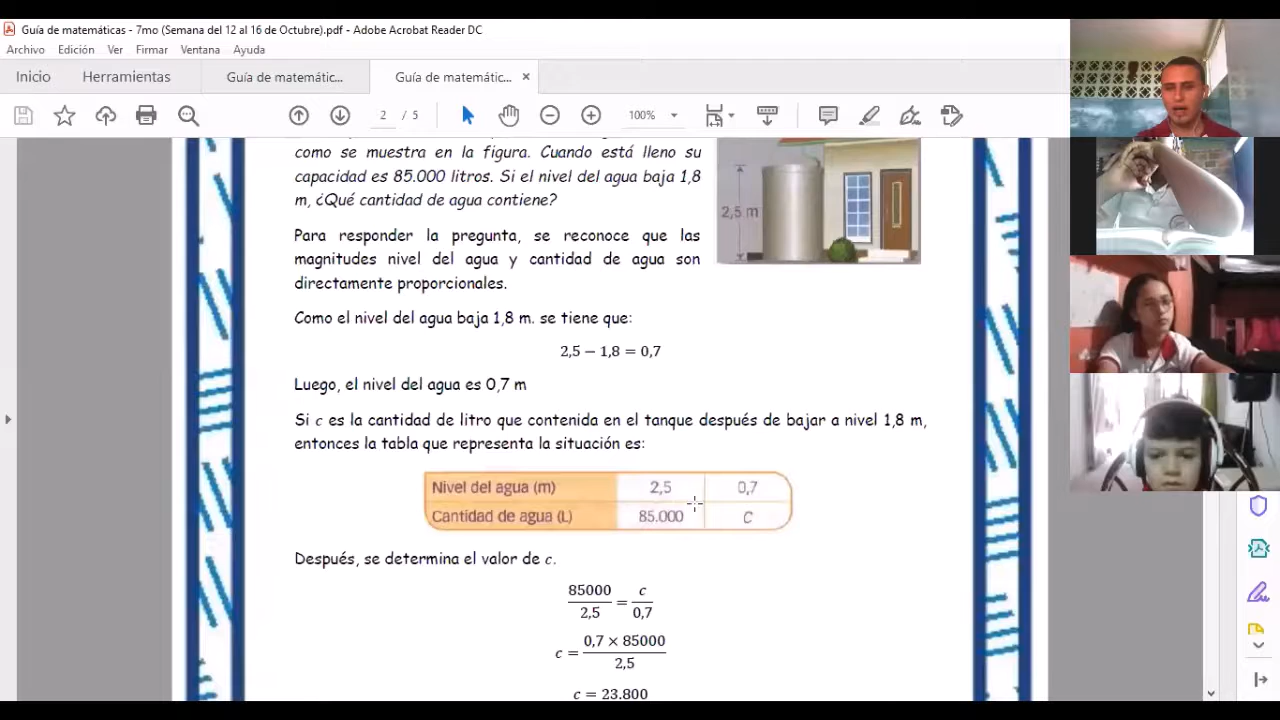 Guía de matemáticas - 7mo (Semana del 12 al 16 de Octubre).pdf - Adobe Acrobat Reader DC
Archivo Edición Ver Firmar Ventana Ayuda
Inicio Herramientas Guía de matemátic... Guía de matemátic... ×
2 / 5 100%
como se muestra en la figura. Cuando está lleno su
capacidad es 85.000 litros. Si el nivel del agua baja 1,8
m, ¿Qué cantidad de agua contiene?
2,5 m
Para responder la pregunta, se reconoce que las
magnitudes nivel del agua y cantidad de agua son
directamente proporcionales.
Como el nivel del agua baja 1,8 m. se tiene que:
2,5 − 1,8 = 0,7
Luego, el nivel del agua es 0,7 m
Si c es la cantidad de litro que contenida en el tanque después de bajar a nivel 1,8 m,
entonces la tabla que representa la situación es:
Nivel del agua (m) 2,5 0,7
Cantidad de agua (L) 85.000 C
Después, se determina el valor de c.
85000/2,5 = c/0,7
c = 0,7 × 85000/2,5
c = 23.800